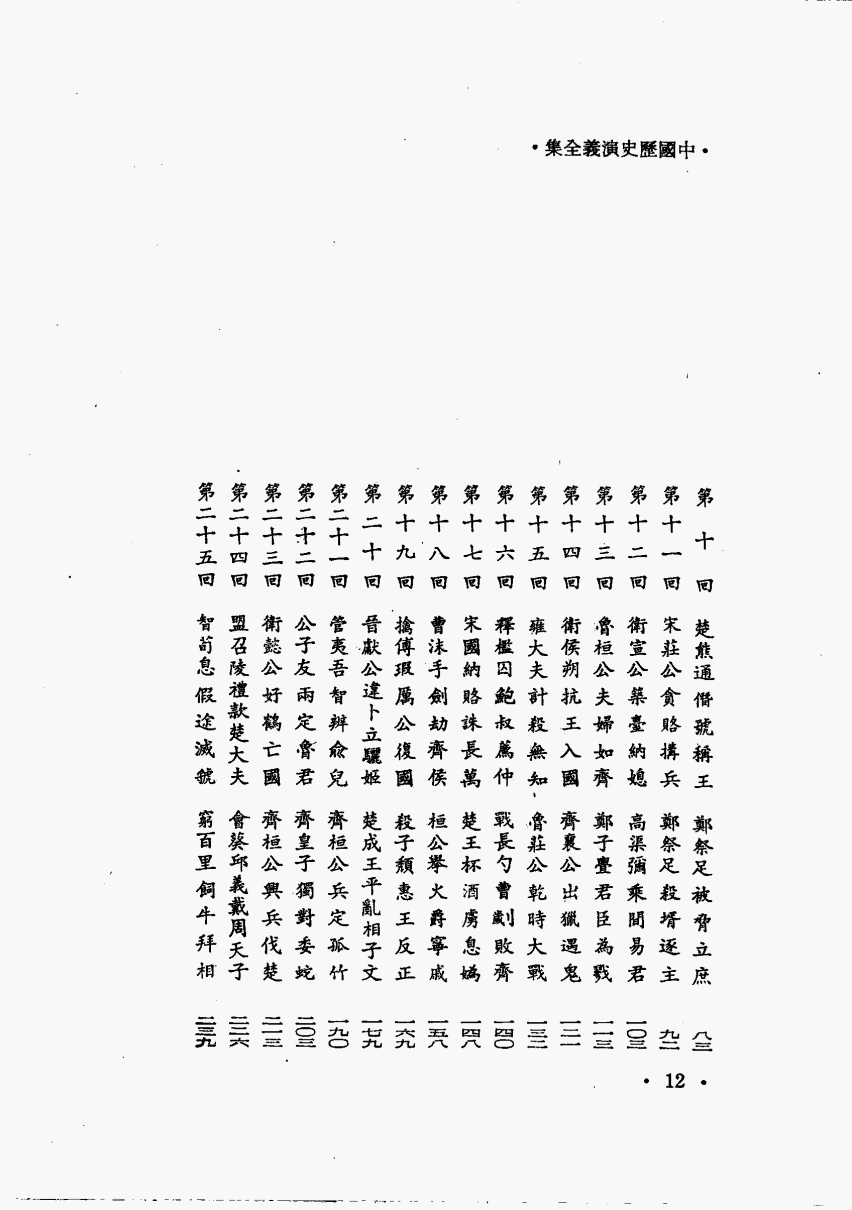 •中國歷史演義全集•
第十回　楚熊通僭號稱王　鄭祭足被脅立庶　八三
第十一回　宋莊公貪賂搆兵　鄭祭足殺壻逐主　九二
第十二回　衛宣公築臺納媳　高渠彌乘間易君　一〇三
第十三回　魯桓公夫婦如齊　鄭子亹君臣為戮　一一三
第十四回　衛侯朔抗王入國　齊襄公出獵遇鬼　一二一
第十五回　雍大夫計殺無知　魯莊公乾時大戰　一三二
第十六回　釋檻囚鮑叔薦仲　戰長勺曹劌敗齊　一四〇
第十七回　宋國納賂誅長萬　楚王杯酒虜息媯　一四八
第十八回　曹沫手劍劫齊侯　桓公舉火爵甯戚　一五八
第十九回　擒傅瑕厲公復國　殺子頹惠王反正　一六九
第二十回　晉獻公違卜立驪姬　楚成王平亂相子文　一七九
第二十一回　管夷吾智辨俞兒　齊桓公兵定孤竹　一九〇
第二十二回　公子友兩定魯君　齊皇子獨對委蛇　二〇三
第二十三回　衛懿公好鶴亡國　齊桓公興兵伐楚　二一三
第二十四回　盟召陵禮款楚大夫　會葵邱義戴周天子　二二六
第二十五回　智荀息假途滅虢　窮百里飼牛拜相　二三九
• 12 •